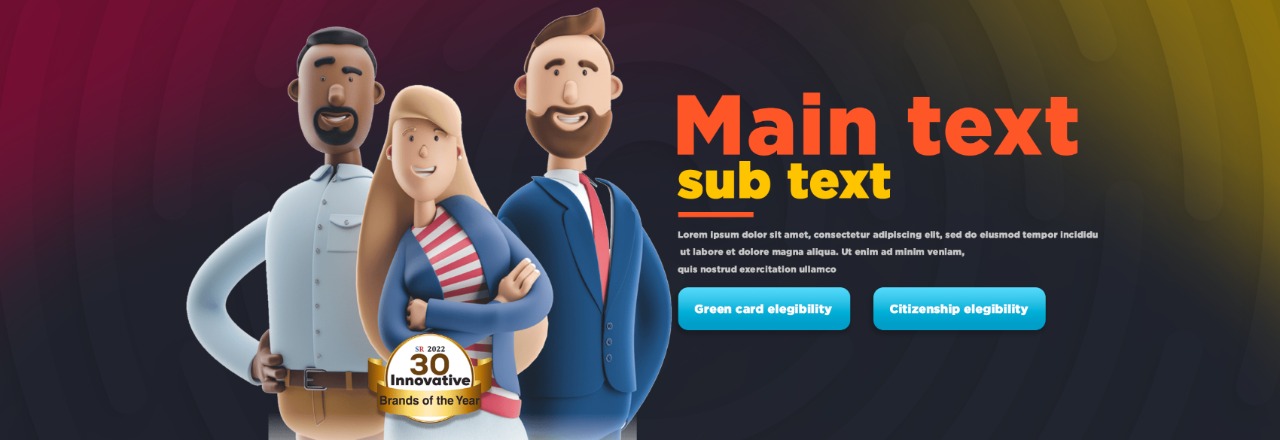 Main text
sub text
Lorem ipsum dolor sit amet, consectetur adipiscing elit, sed do eiusmod tempor incididu
ut labore et dolore magna aliqua. Ut enim ad minim veniam,
quis nostrud exercitation ullamco
Green card elegibility
Citizenship elegibility
SR 2022
30
Innovative
Brands of the Year